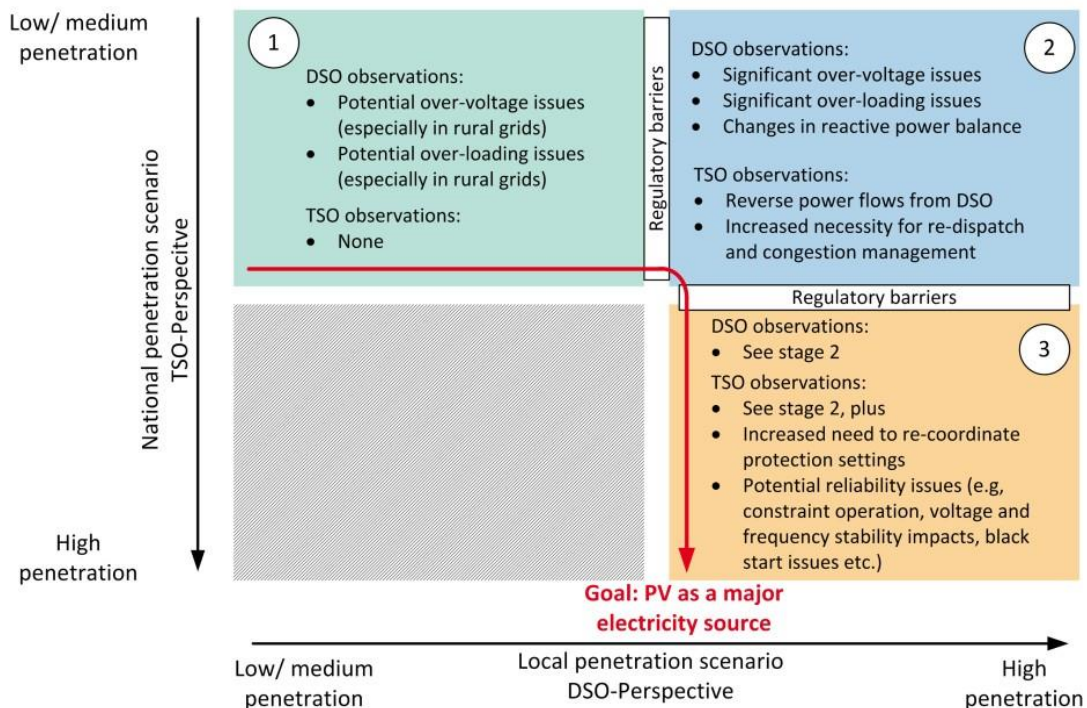 Low/ medium
penetration
National penetration scenario
TSO-Perspecitve
High
penetration
1
DSO observations:
• Potential over-voltage issues
(especially in rural grids)
• Potential over-loading issues
(especially in rural grids)
TSO observations:
• None
Regulatory barriers
2
DSO observations:
• Significant over-voltage issues
• Significant over-loading issues
• Changes in reactive power balance
TSO observations:
• Reverse power flows from DSO
• Increased necessity for re-dispatch
and congestion management
Regulatory barriers
3
DSO observations:
• See stage 2
TSO observations:
• See stage 2, plus
• Increased need to re-coordinate
protection settings
• Potential reliability issues (e.g,
constraint operation, voltage and
frequency stability impacts, black
start issues etc.)
Goal: PV as a major
electricity source
Low/ medium
penetration
Local penetration scenario
DSO-Perspective
High
penetration